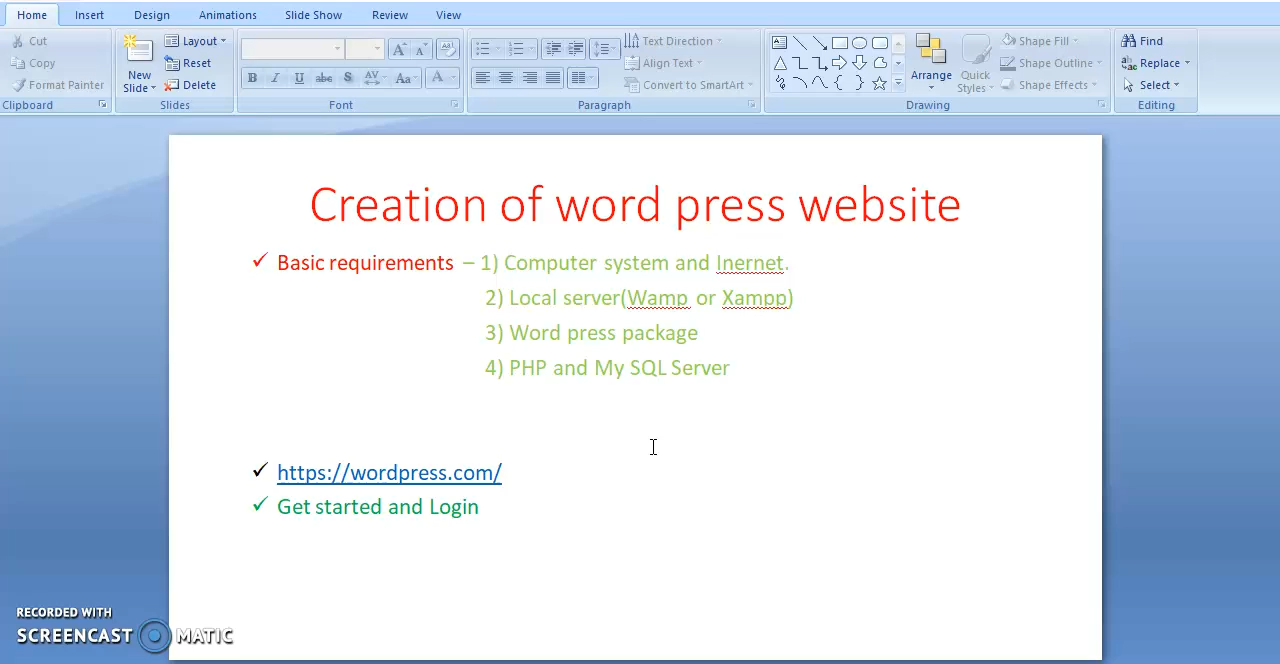 Home Insert Design Animations Slide Show Review View
Cut
Copy
Format Painter
Clipboard
New Slide
Layout
Reset
Delete
Slides
B I U abc S AV Aa A
Font
Text Direction
Align Text
Convert to SmartArt
Paragraph
Arrange
Quick Styles
Shape Fill
Shape Outline
Shape Effects
Drawing
Find
Replace
Select
Editing
Creation of word press website
✓ Basic requirements – 1) Computer system and Inernet.
2) Local server(Wamp or Xampp)
3) Word press package
4) PHP and My SQL Server
✓ https://wordpress.com/
✓ Get started and Login
RECORDED WITH
SCREENCAST MATIC